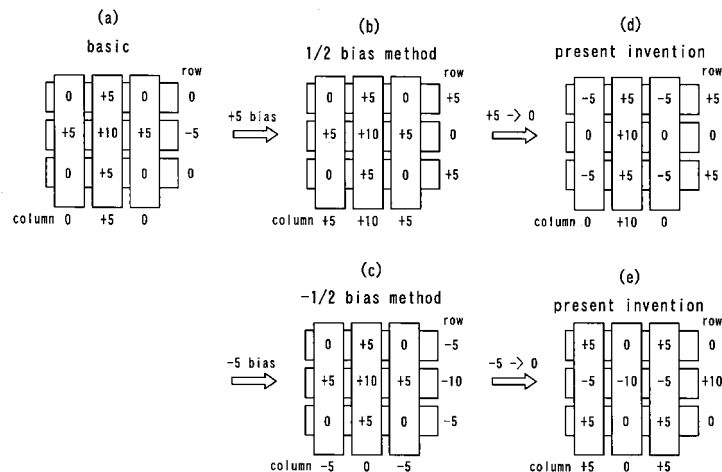 (a)
basic
row
0 +5 0 0
+5 +10 +5 -5
0 +5 0 0
column 0 +5 0
+5 bias
(b)
1/2 bias method
row
0 +5 0 +5
+5 +10 +5 0
0 +5 0 +5
column +5 +10 +5
+5 -> 0
(d)
present invention
row
-5 +5 -5 +5
0 +10 0 0
-5 +5 -5 +5
column 0 +10 0
-5 bias
(c)
-1/2 bias method
row
0 +5 0 -5
+5 +10 +5 -10
0 +5 0 -5
column -5 0 -5
-5 -> 0
(e)
present invention
row
+5 0 +5 0
-5 -10 -5 +10
+5 0 +5 0
column +5 0 +5